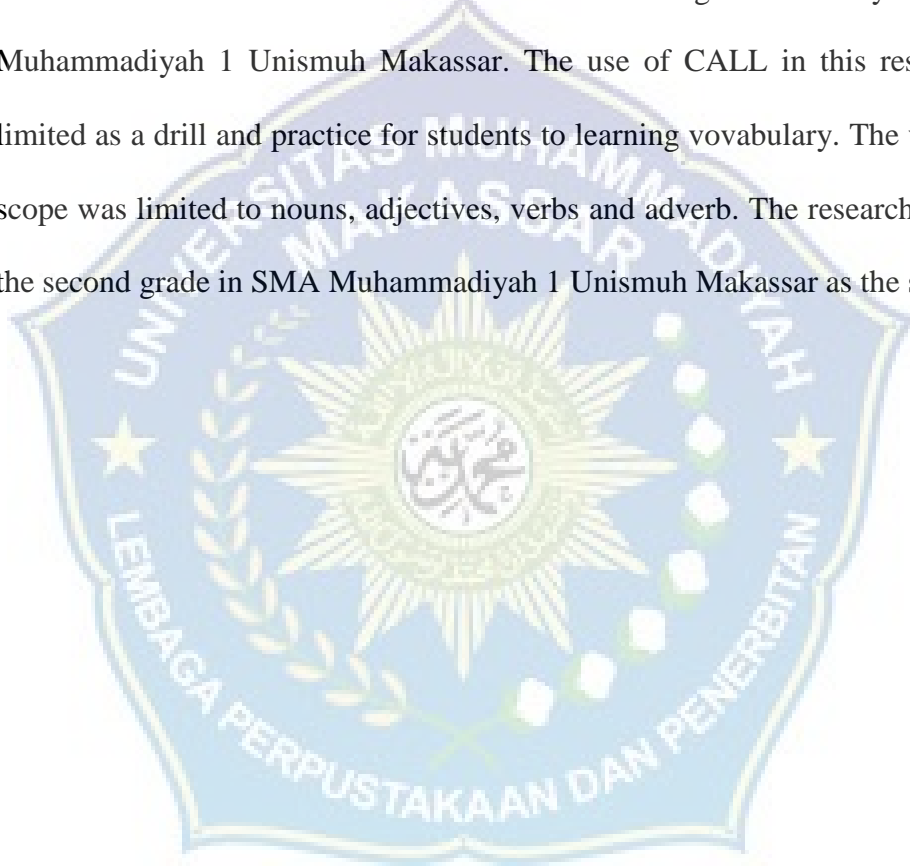 Muhammadiyah 1 Unismuh Makassar. The use of CALL in this res
limited as a drill and practice for students to learning vovabulary. The
scope was limited to nouns, adjectives, verbs and adverb. The research
the second grade in SMA Muhammadiyah 1 Unismuh Makassar as the s
UNIVERSITAS MUHAMMADIYAH
MAKASSAR
محمد
LEMBAGA PERPUSTAKAAN DAN PENERBITAN